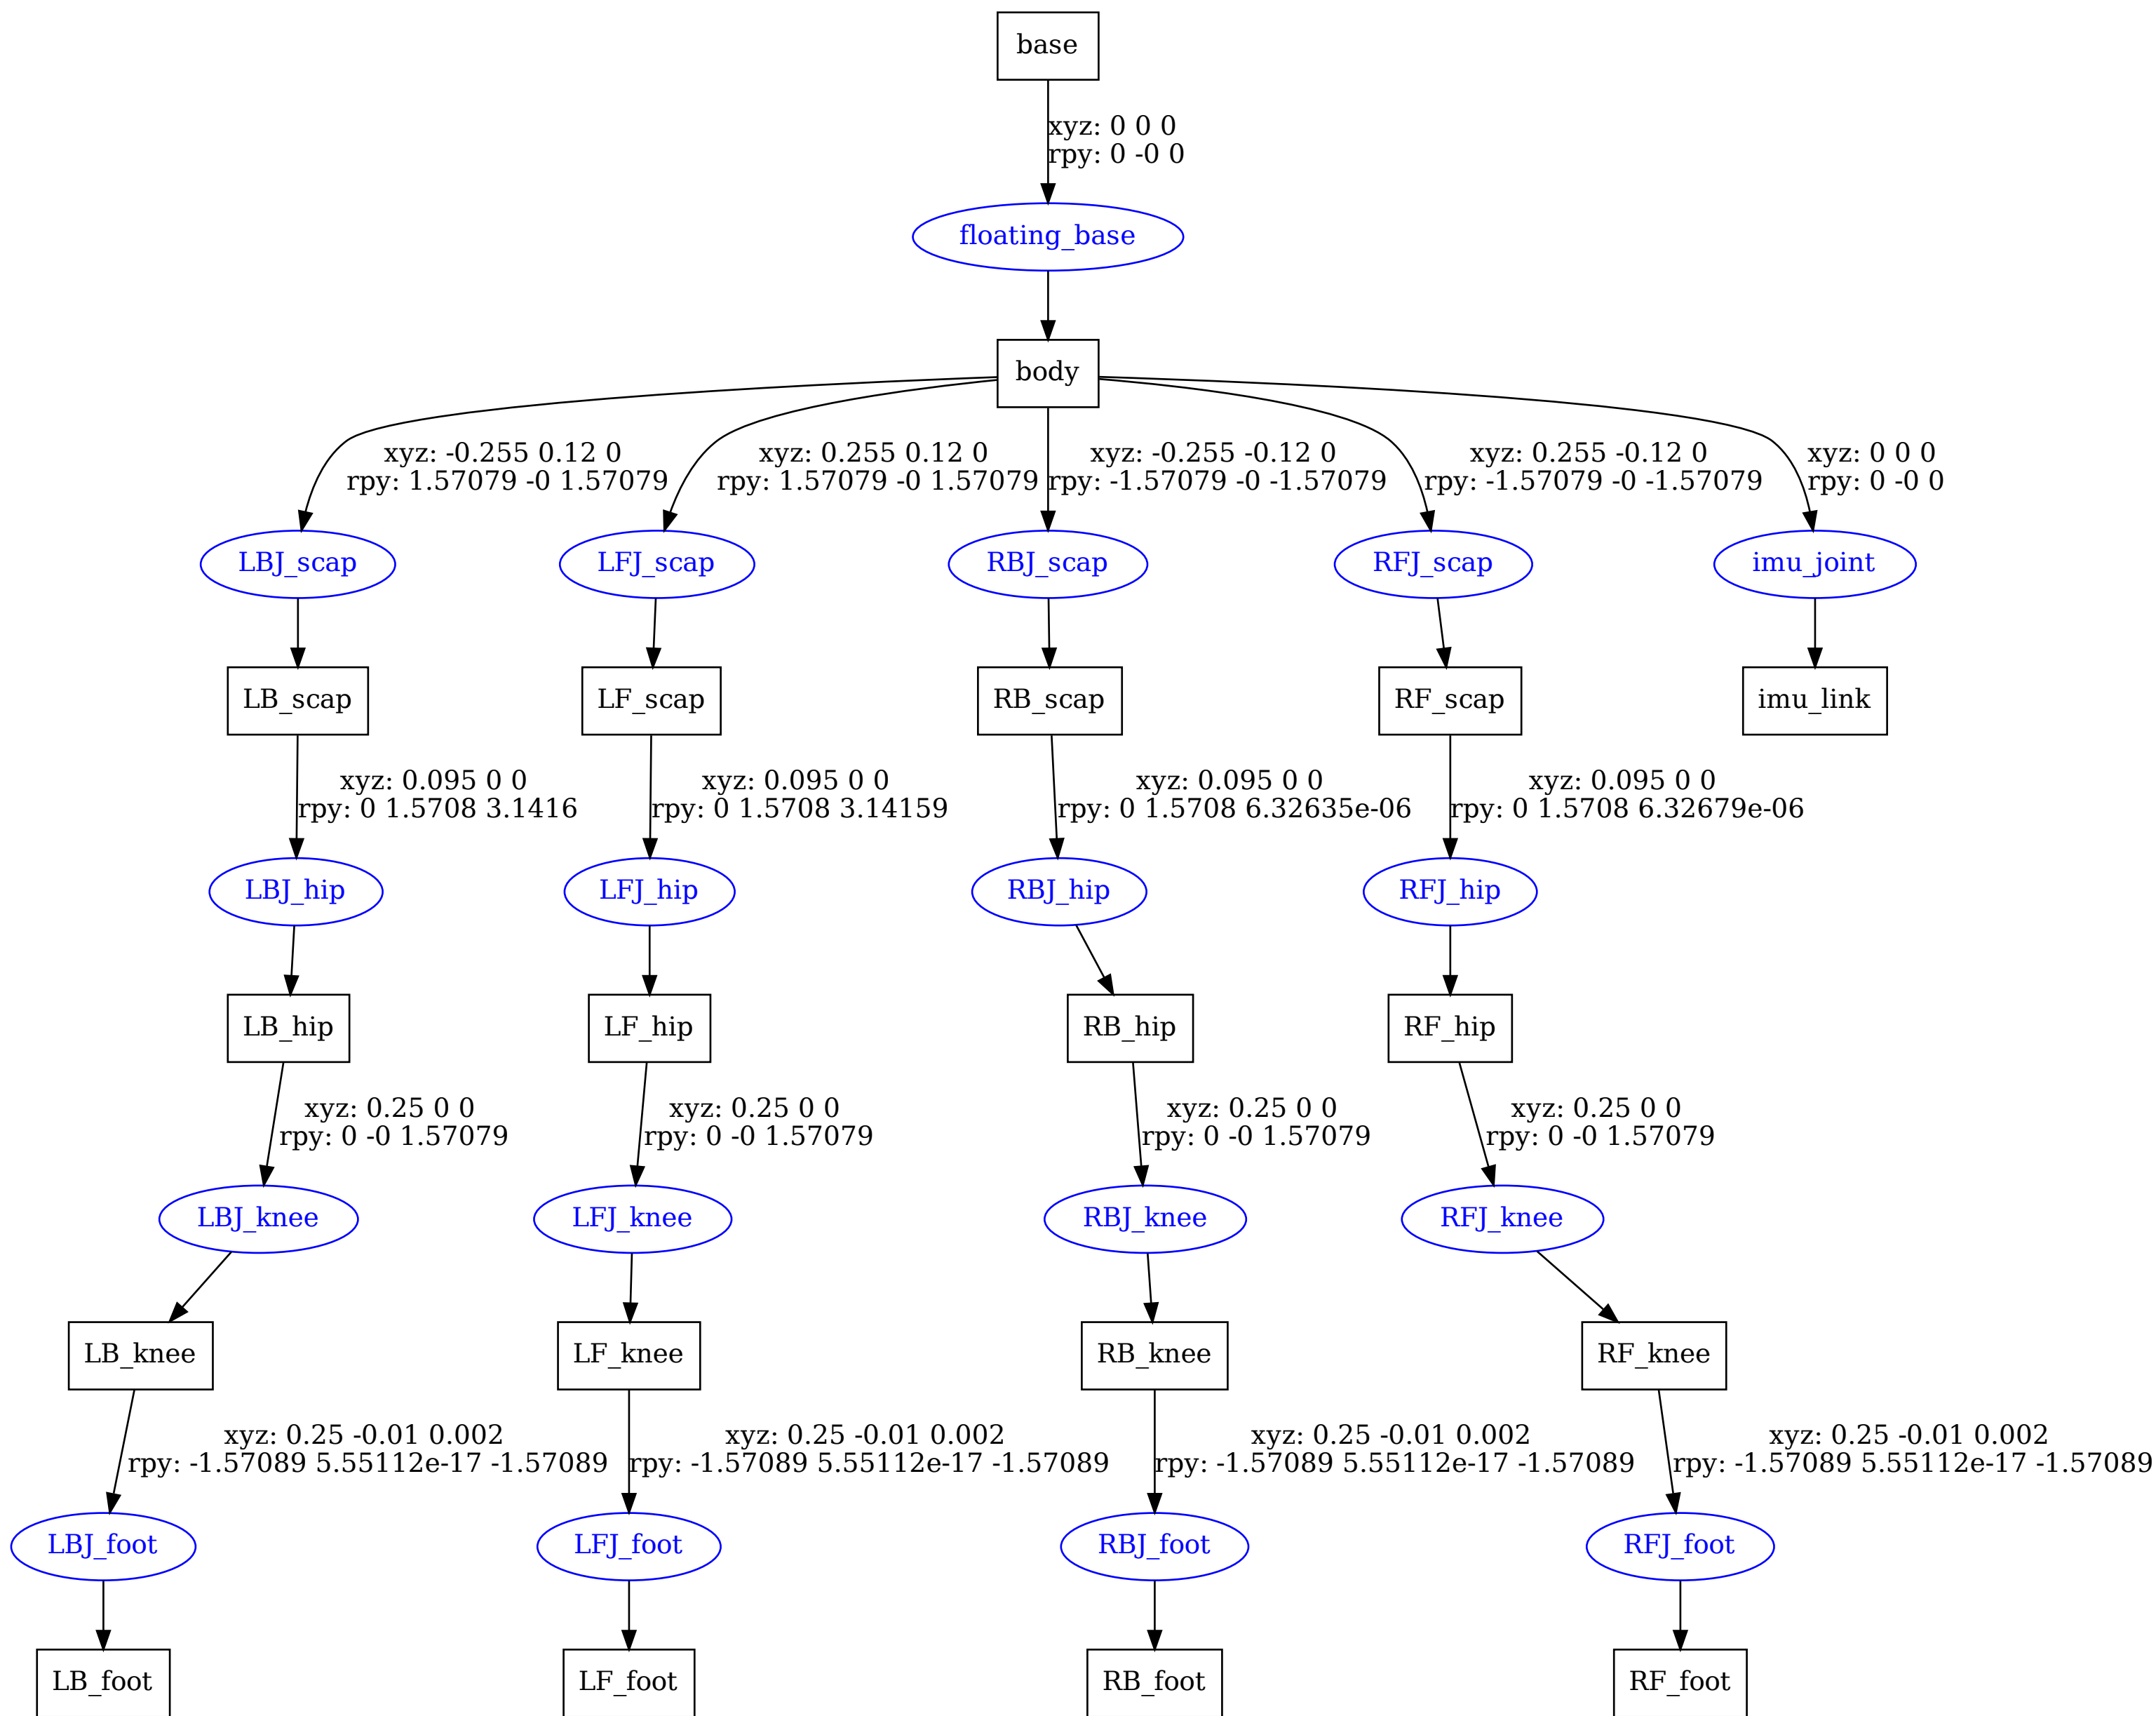 base
xyz: 0 0 0
rpy: 0 -0 0
floating_base
body
xyz: -0.255 0.12 0
rpy: 1.57079 -0 1.57079
xyz: 0.255 0.12 0
rpy: 1.57079 -0 1.57079
xyz: -0.255 -0.12 0
rpy: -1.57079 -0 -1.57079
xyz: 0.255 -0.12 0
rpy: -1.57079 -0 -1.57079
xyz: 0 0 0
rpy: 0 -0 0
LBJ_scap
LFJ_scap
RBJ_scap
RFJ_scap
imu_joint
LB_scap
LF_scap
RB_scap
RF_scap
imu_link
xyz: 0.095 0 0
rpy: 0 1.5708 3.1416
xyz: 0.095 0 0
rpy: 0 1.5708 3.14159
xyz: 0.095 0 0
rpy: 0 1.5708 6.32635e-06
xyz: 0.095 0 0
rpy: 0 1.5708 6.32679e-06
LBJ_hip
LFJ_hip
RBJ_hip
RFJ_hip
LB_hip
LF_hip
RB_hip
RF_hip
xyz: 0.25 0 0
rpy: 0 -0 1.57079
xyz: 0.25 0 0
rpy: 0 -0 1.57079
xyz: 0.25 0 0
rpy: 0 -0 1.57079
xyz: 0.25 0 0
rpy: 0 -0 1.57079
LBJ_knee
LFJ_knee
RBJ_knee
RFJ_knee
LB_knee
LF_knee
RB_knee
RF_knee
xyz: 0.25 -0.01 0.002
rpy: -1.57089 5.55112e-17 -1.57089
xyz: 0.25 -0.01 0.002
rpy: -1.57089 5.55112e-17 -1.57089
xyz: 0.25 -0.01 0.002
rpy: -1.57089 5.55112e-17 -1.57089
xyz: 0.25 -0.01 0.002
rpy: -1.57089 5.55112e-17 -1.57089
LBJ_foot
LFJ_foot
RBJ_foot
RFJ_foot
LB_foot
LF_foot
RB_foot
RF_foot